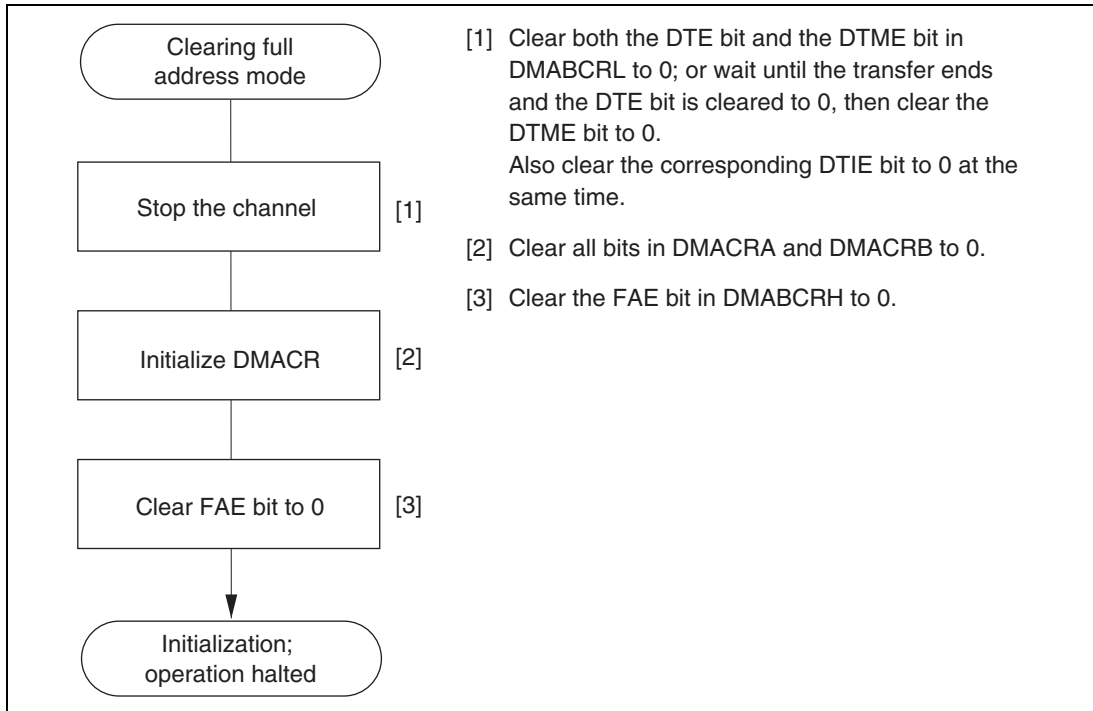 Clearing full
address mode
Stop the channel
[1]
Initialize DMACR
[2]
Clear FAE bit to 0
[3]
Initialization;
operation halted
[1] Clear both the DTE bit and the DTME bit in
DMABCRL to 0; or wait until the transfer ends
and the DTE bit is cleared to 0, then clear the
DTME bit to 0.
Also clear the corresponding DTIE bit to 0 at the
same time.
[2] Clear all bits in DMACRA and DMACRB to 0.
[3] Clear the FAE bit in DMABCRH to 0.